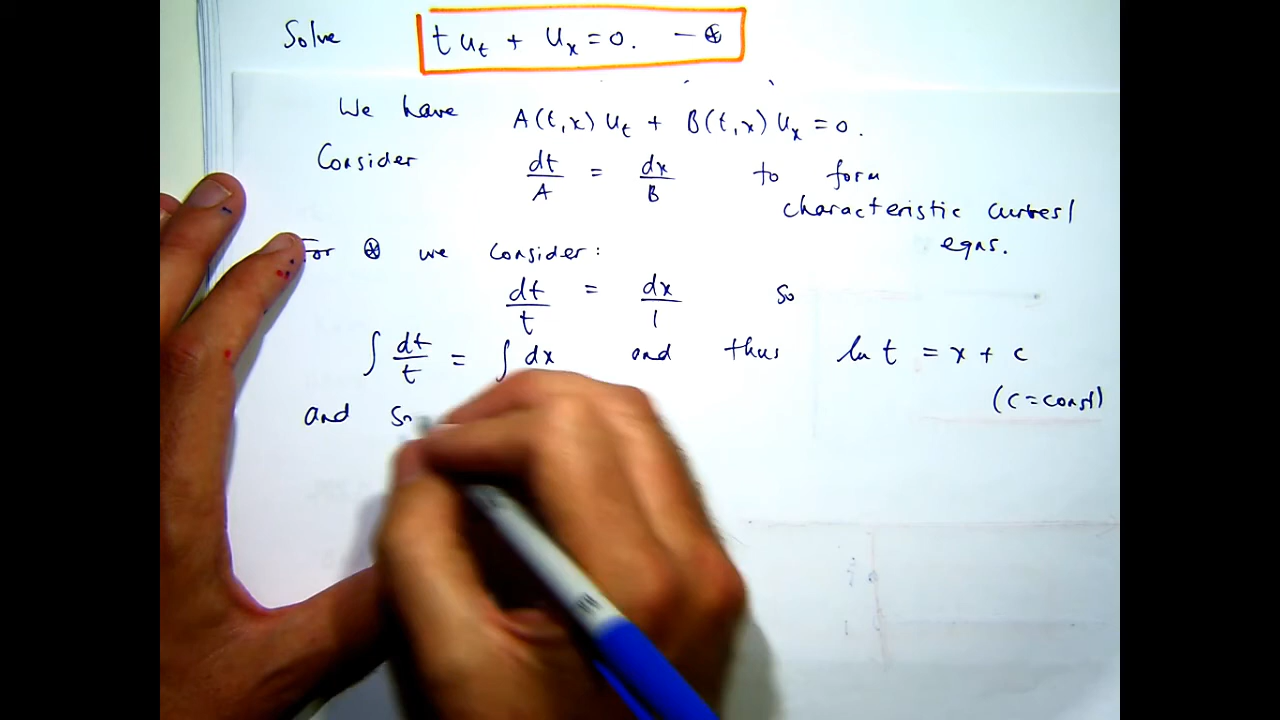 Solve t u_t + u_x = 0. — ⊛
We have A(t,x) u_t + B(t,x) u_x = 0.
Consider dt/A = dx/B to form
characteristic curves/
eqns.
For ⊛ we consider:
dt/t = dx/1 so
∫ dt/t = ∫ dx and thus ln t = x + c
(c = const)
and so